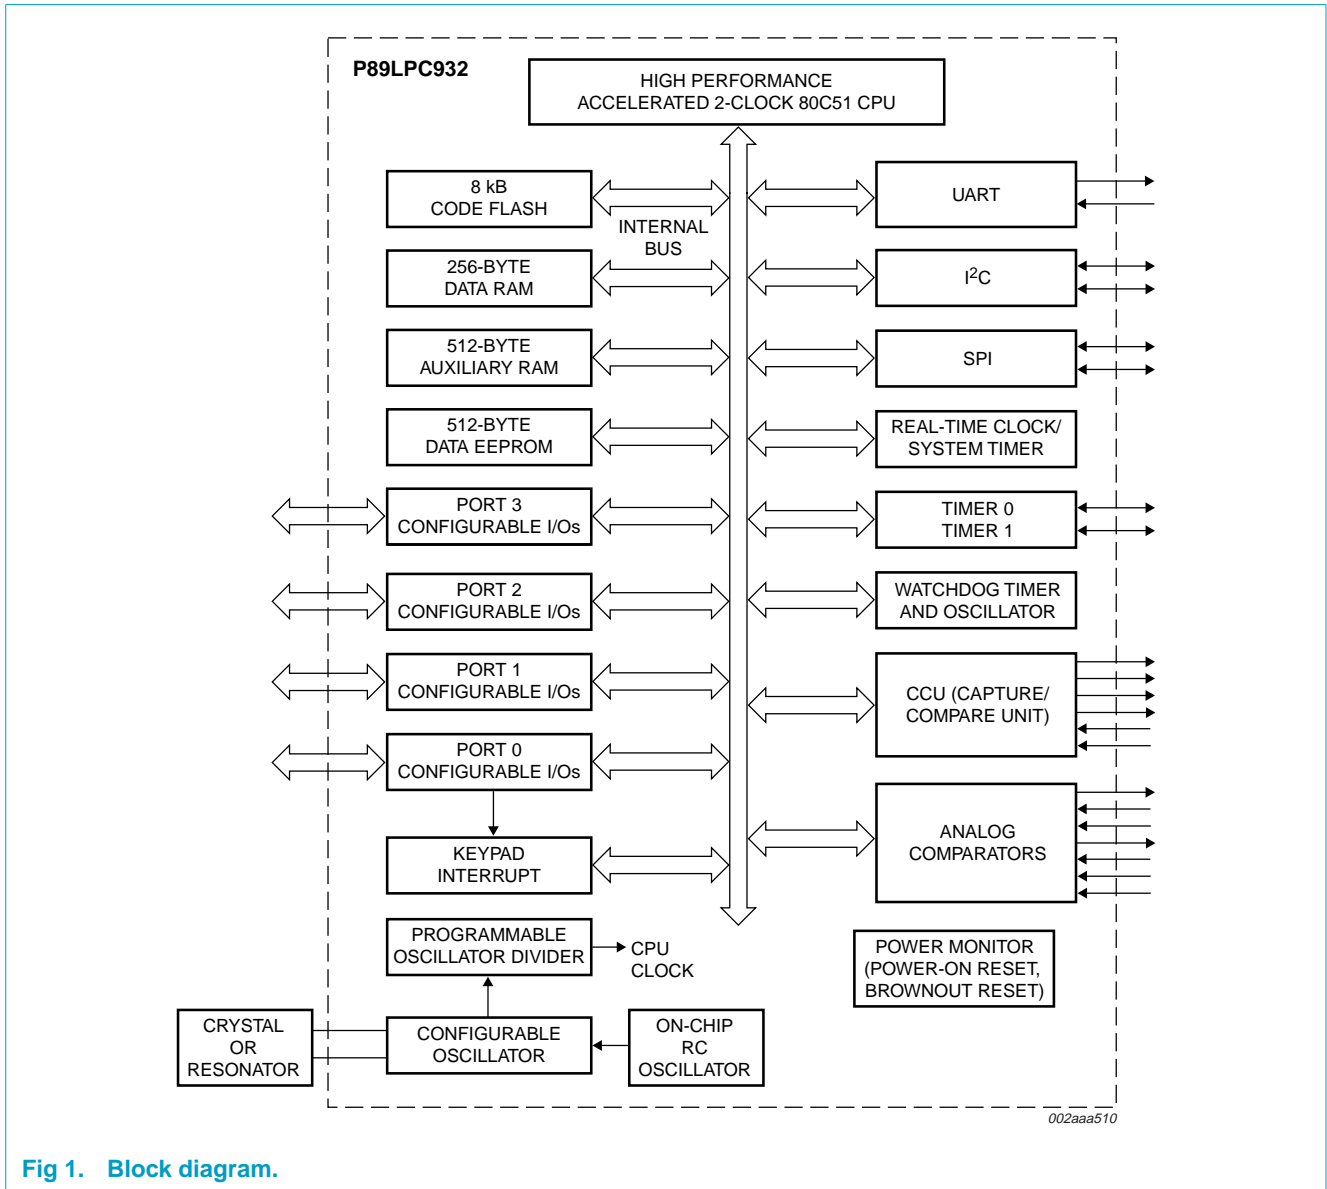 P89LPC932
HIGH PERFORMANCE
ACCELERATED 2-CLOCK 80C51 CPU
8 kB
CODE FLASH
INTERNAL
BUS
256-BYTE
DATA RAM
512-BYTE
AUXILIARY RAM
512-BYTE
DATA EEPROM
PORT 3
CONFIGURABLE I/Os
PORT 2
CONFIGURABLE I/Os
PORT 1
CONFIGURABLE I/Os
PORT 0
CONFIGURABLE I/Os
KEYPAD
INTERRUPT
PROGRAMMABLE
OSCILLATOR DIVIDER
CPU
CLOCK
CRYSTAL
OR
RESONATOR
CONFIGURABLE
OSCILLATOR
ON-CHIP
RC
OSCILLATOR
UART
I²C
SPI
REAL-TIME CLOCK/
SYSTEM TIMER
TIMER 0
TIMER 1
WATCHDOG TIMER
AND OSCILLATOR
CCU (CAPTURE/
COMPARE UNIT)
ANALOG
COMPARATORS
POWER MONITOR
(POWER-ON RESET,
BROWNOUT RESET)
002aaa510
Fig 1. Block diagram.